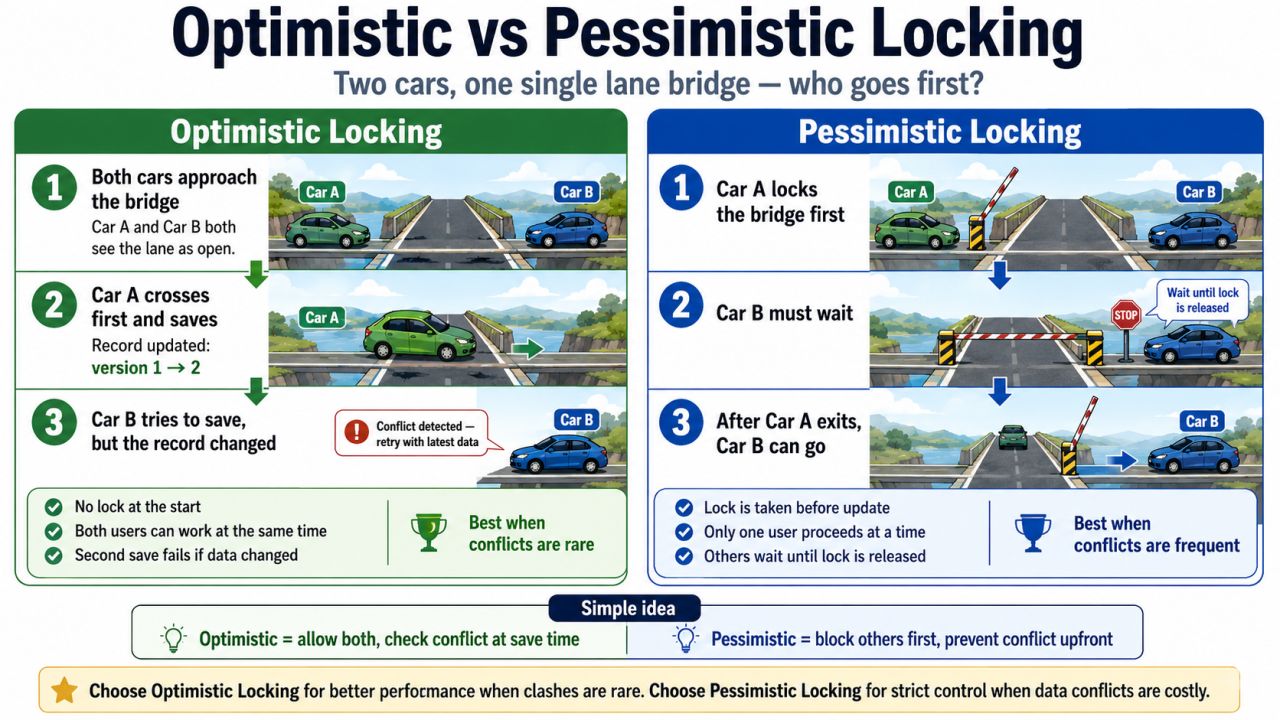 Optimistic vs Pessimistic Locking
Two cars, one single lane bridge — who goes first?
Optimistic Locking
1
Both cars approach
the bridge
Car A and Car B both
see the lane as open.
Car A
Car B
2
Car A crosses
first and saves
Record updated:
version 1 → 2
Car A
3
Car B tries to save,
but the record changed
! Conflict detected —
retry with latest data
Car B
No lock at the start
Both users can work at the same time
Second save fails if data changed
Best when
conflicts are rare
Pessimistic Locking
1
Car A locks
the bridge first
Car A
Car B
2
Car B must wait
STOP
Wait until lock
is released
3
After Car A exits,
Car B can go
Car B
Lock is taken before update
Only one user proceeds at a time
Others wait until lock is released
Best when
conflicts are frequent
Simple idea
Optimistic = allow both, check conflict at save time
Pessimistic = block others first, prevent conflict upfront
Choose Optimistic Locking for better performance when clashes are rare. Choose Pessimistic Locking for strict control when data conflicts are costly.